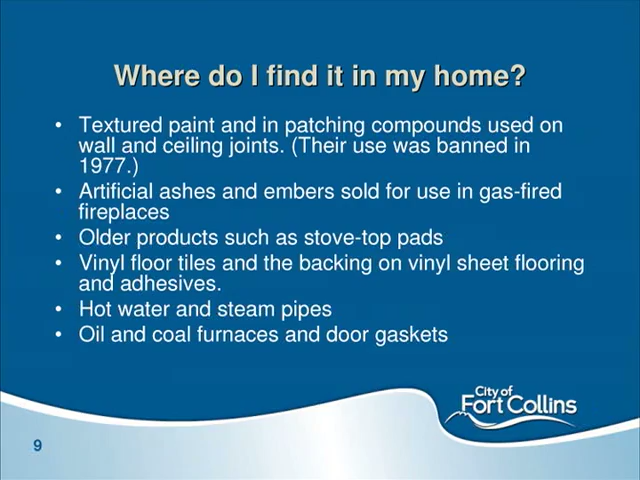 Where do I find it in my home?
• Textured paint and in patching compounds used on
wall and ceiling joints. (Their use was banned in
1977.)
• Artificial ashes and embers sold for use in gas-fired
fireplaces
• Older products such as stove-top pads
• Vinyl floor tiles and the backing on vinyl sheet flooring
and adhesives.
• Hot water and steam pipes
• Oil and coal furnaces and door gaskets
City of
Fort Collins
9